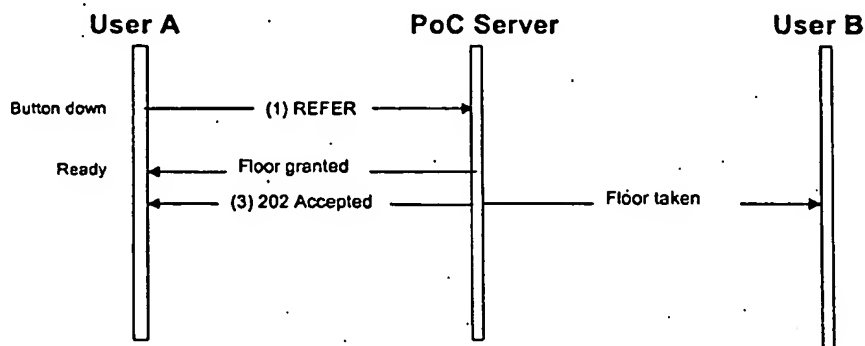 User A PoC Server User B
Button down (1) REFER
Ready Floor granted
(3) 202 Accepted Floor taken